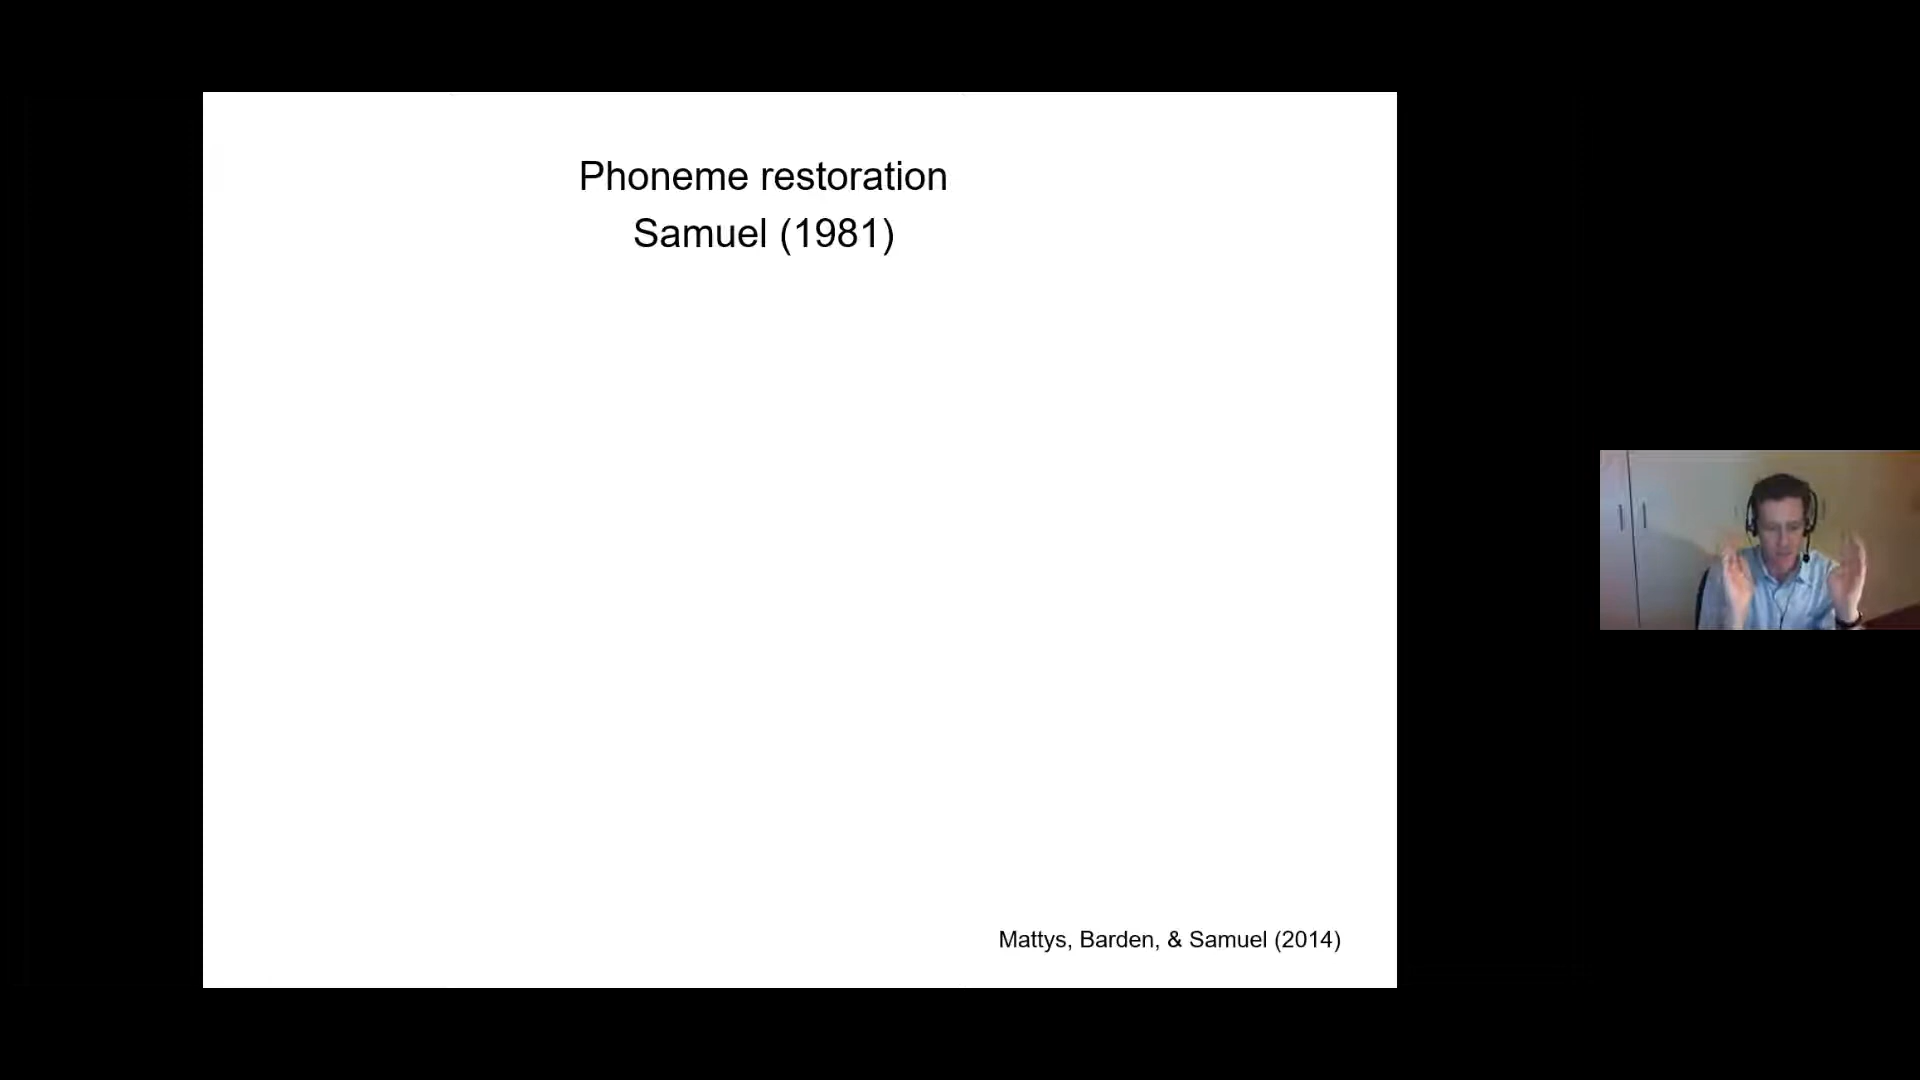 Phoneme restoration
Samuel (1981)
Mattys, Barden, & Samuel (2014)